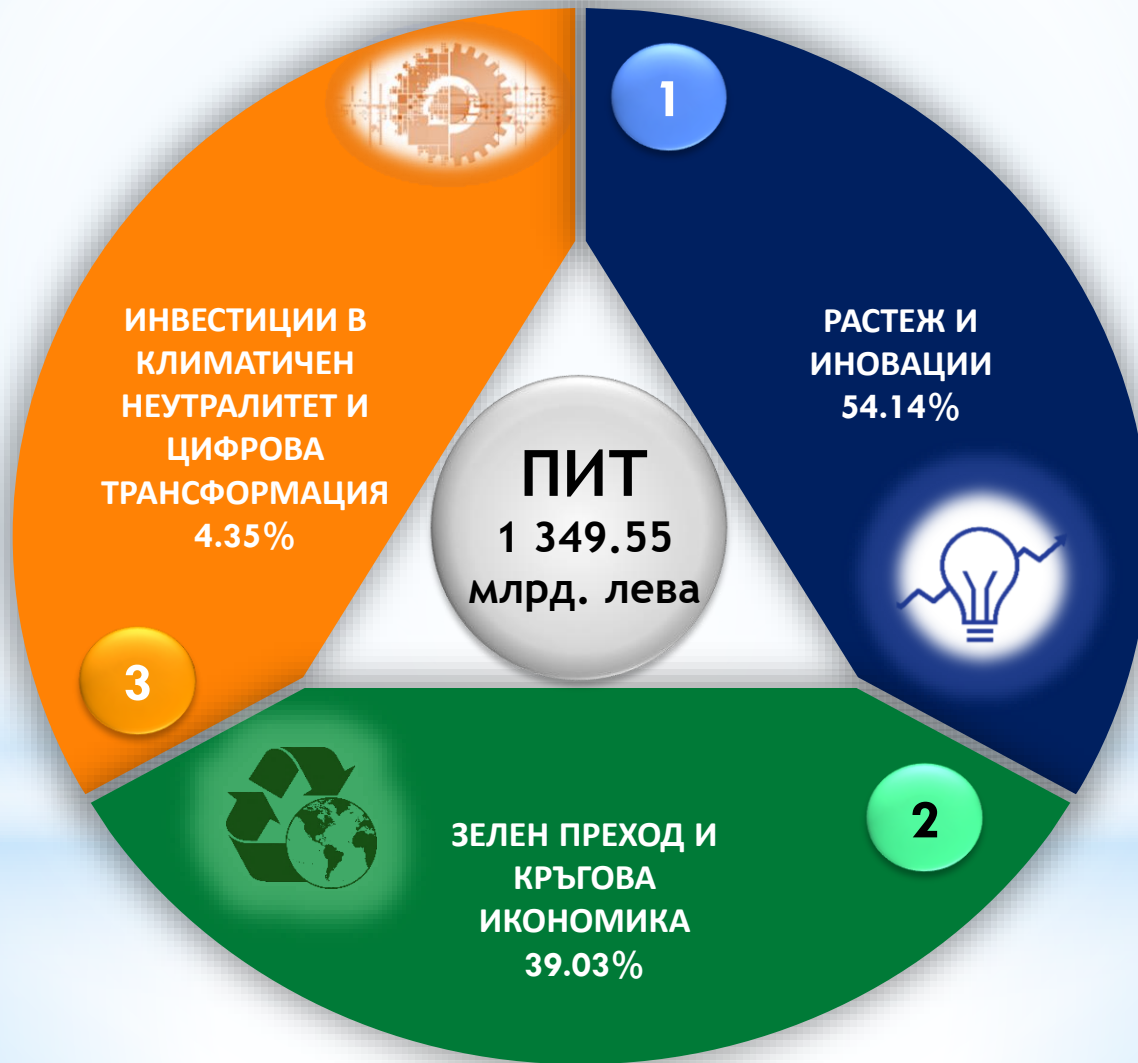 1
РАСТЕЖ И
ИНОВАЦИИ
54.14%
2
ЗЕЛЕН ПРЕХОД И
КРЪГОВА
ИКОНОМИКА
39.03%
3
ИНВЕСТИЦИИ В
КЛИМАТИЧЕН
НЕУТРАЛИТЕТ И
ЦИФРОВА
ТРАНСФОРМАЦИЯ
4.35%
ПИТ
1 349.55
млрд. лева